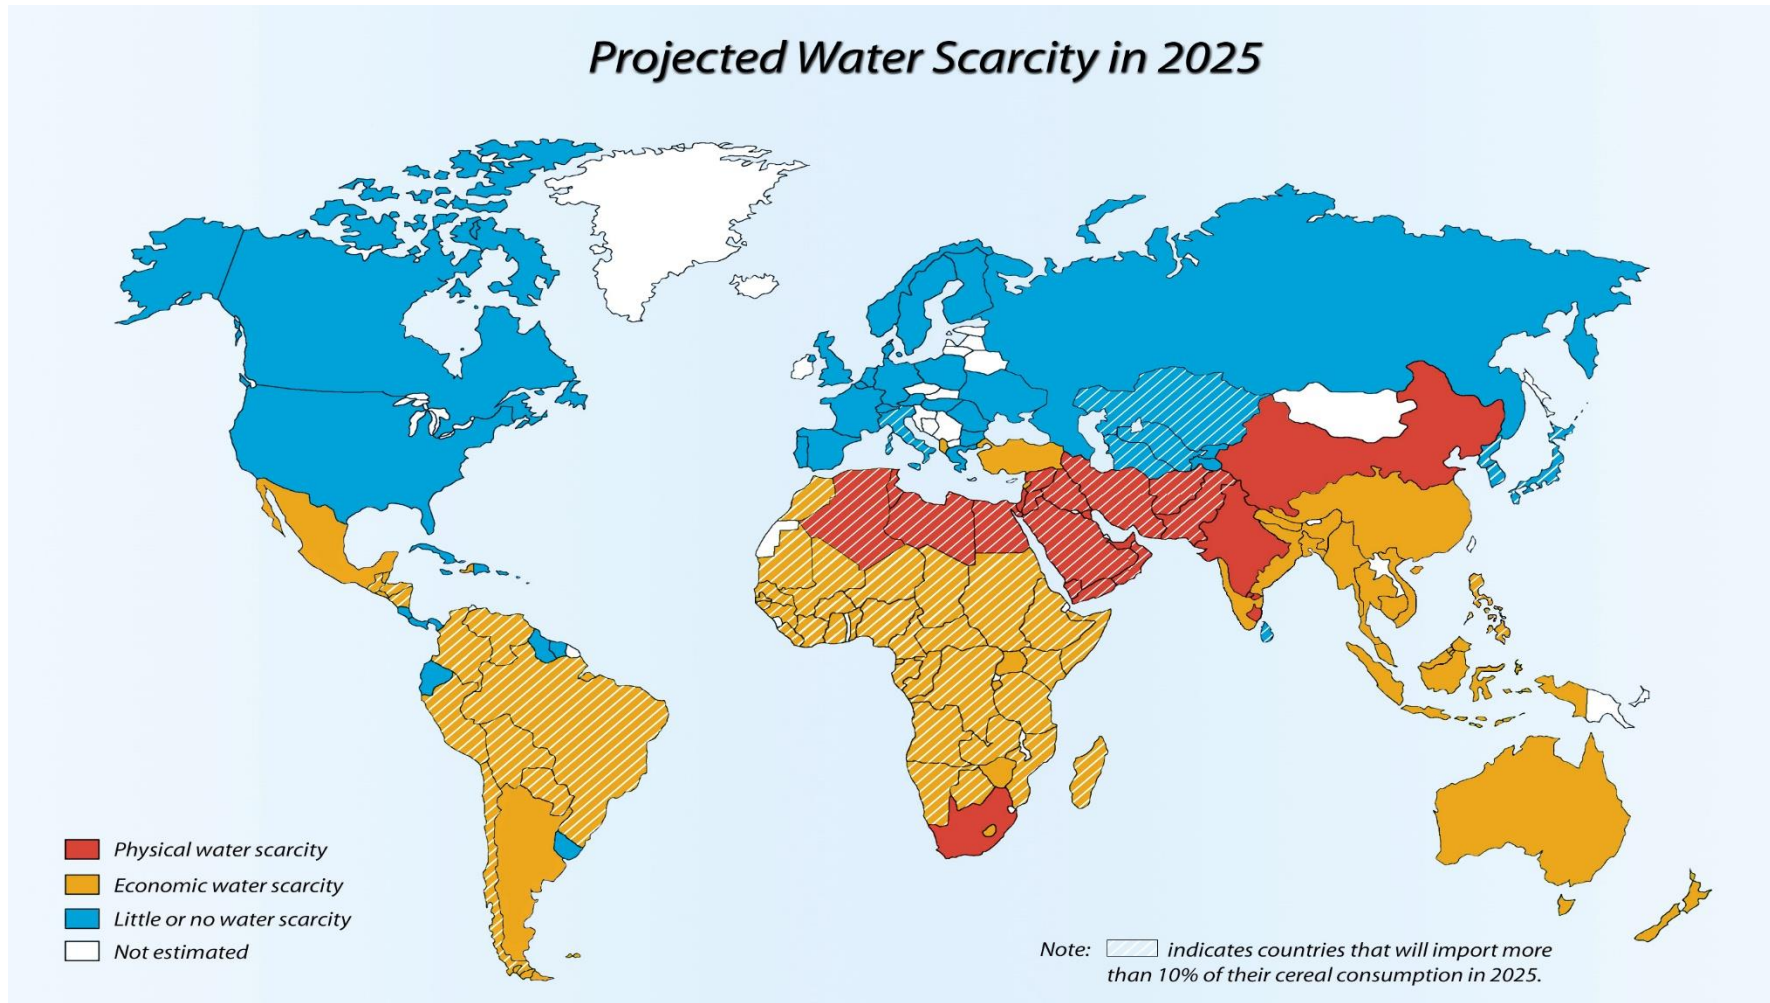 Projected Water Scarcity in 2025
Physical water scarcity
Economic water scarcity
Little or no water scarcity
Not estimated
Note: indicates countries that will import more
than 10% of their cereal consumption in 2025.